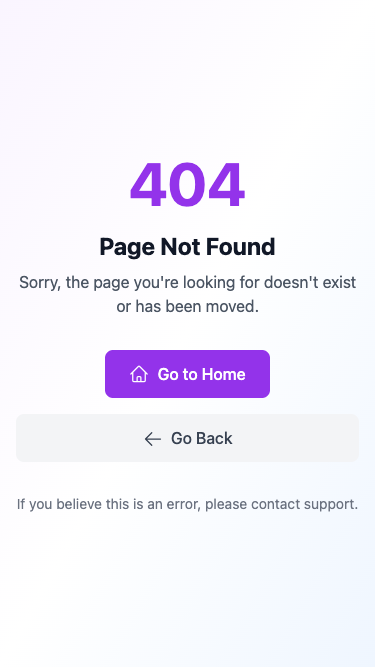 404
Page Not Found
Sorry, the page you're looking for doesn't exist
or has been moved.
Go to Home
Go Back
If you believe this is an error, please contact support.